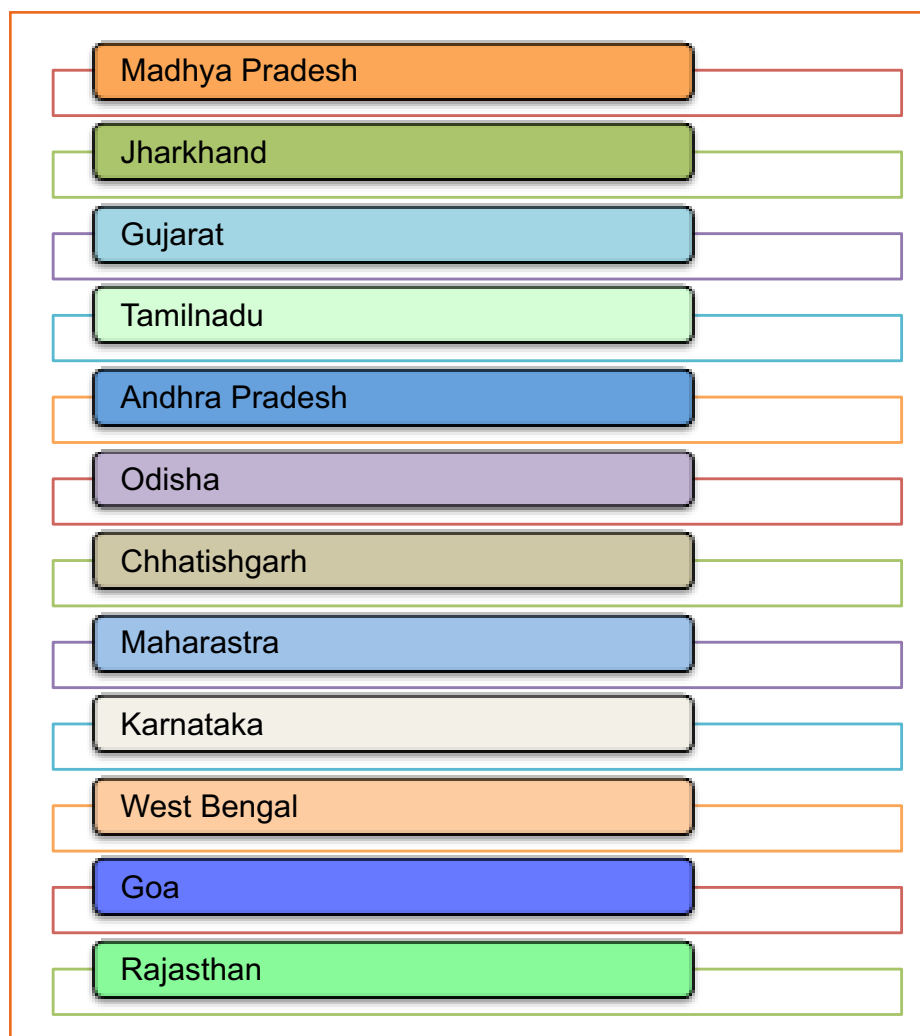 Madhya Pradesh
Jharkhand
Gujarat
Tamilnadu
Andhra Pradesh
Odisha
Chhatishgarh
Maharastra
Karnataka
West Bengal
Goa
Rajasthan